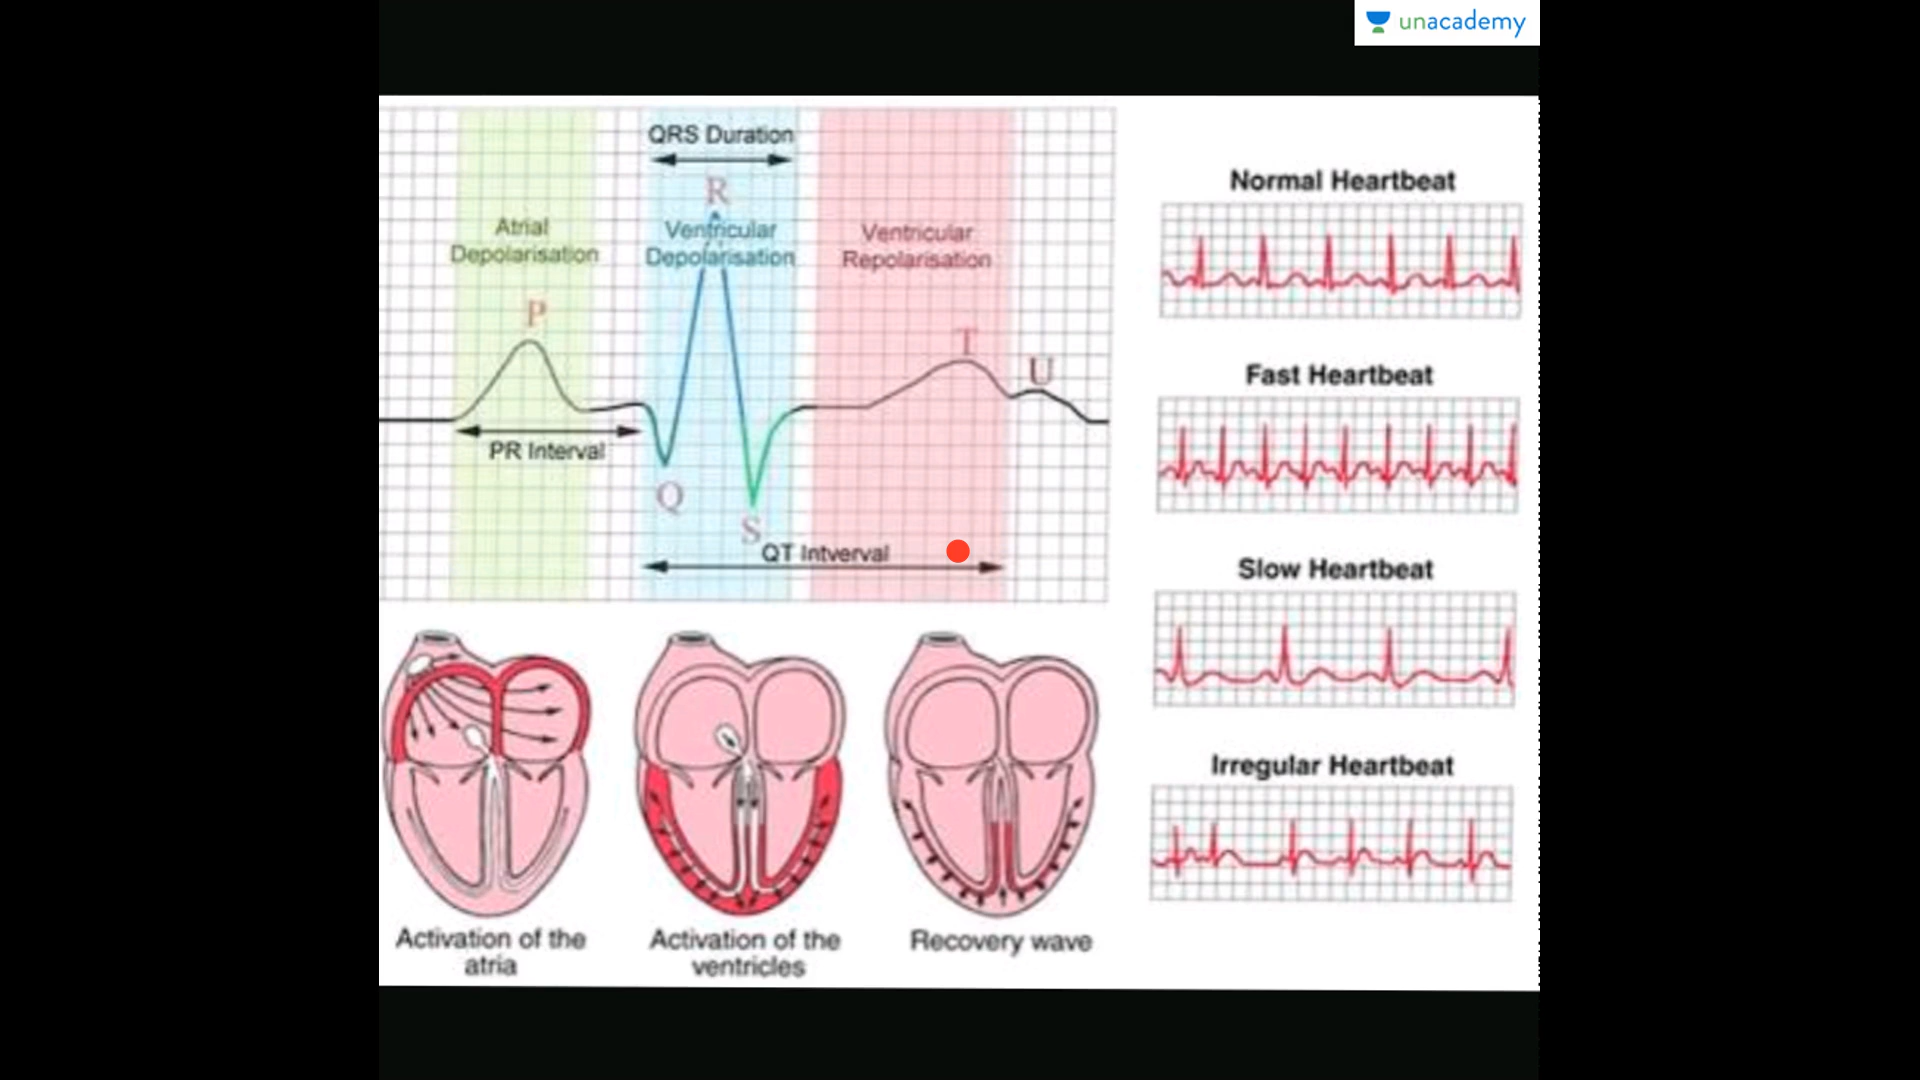 unacademy
QRS Duration
R
Atrial
Depolarisation
Ventricular
Depolarisation
Ventricular
Repolarisation
P
T
U
PR Interval
Q
S
QT Intverval
Activation of the
atria
Activation of the
ventricles
Recovery wave
Normal Heartbeat
Fast Heartbeat
Slow Heartbeat
Irregular Heartbeat